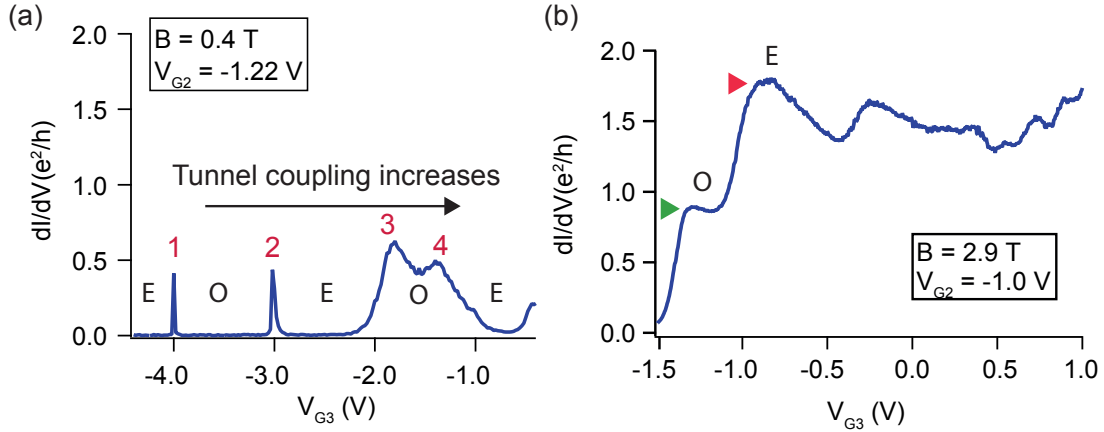 (a)
2.0
1.5
1.0
0.5
0.0
dI/dV(e²/h)
B = 0.4 T
V_G2 = -1.22 V
Tunnel coupling increases
1
2
3
4
E
O
E
O
E
-4.0
-3.0
-2.0
-1.0
V_G3 (V)
(b)
2.0
1.5
1.0
0.5
0.0
dI/dV(e²/h)
E
O
B = 2.9 T
V_G2 = -1.0 V
-1.5
-1.0
-0.5
0.0
0.5
1.0
V_G3 (V)